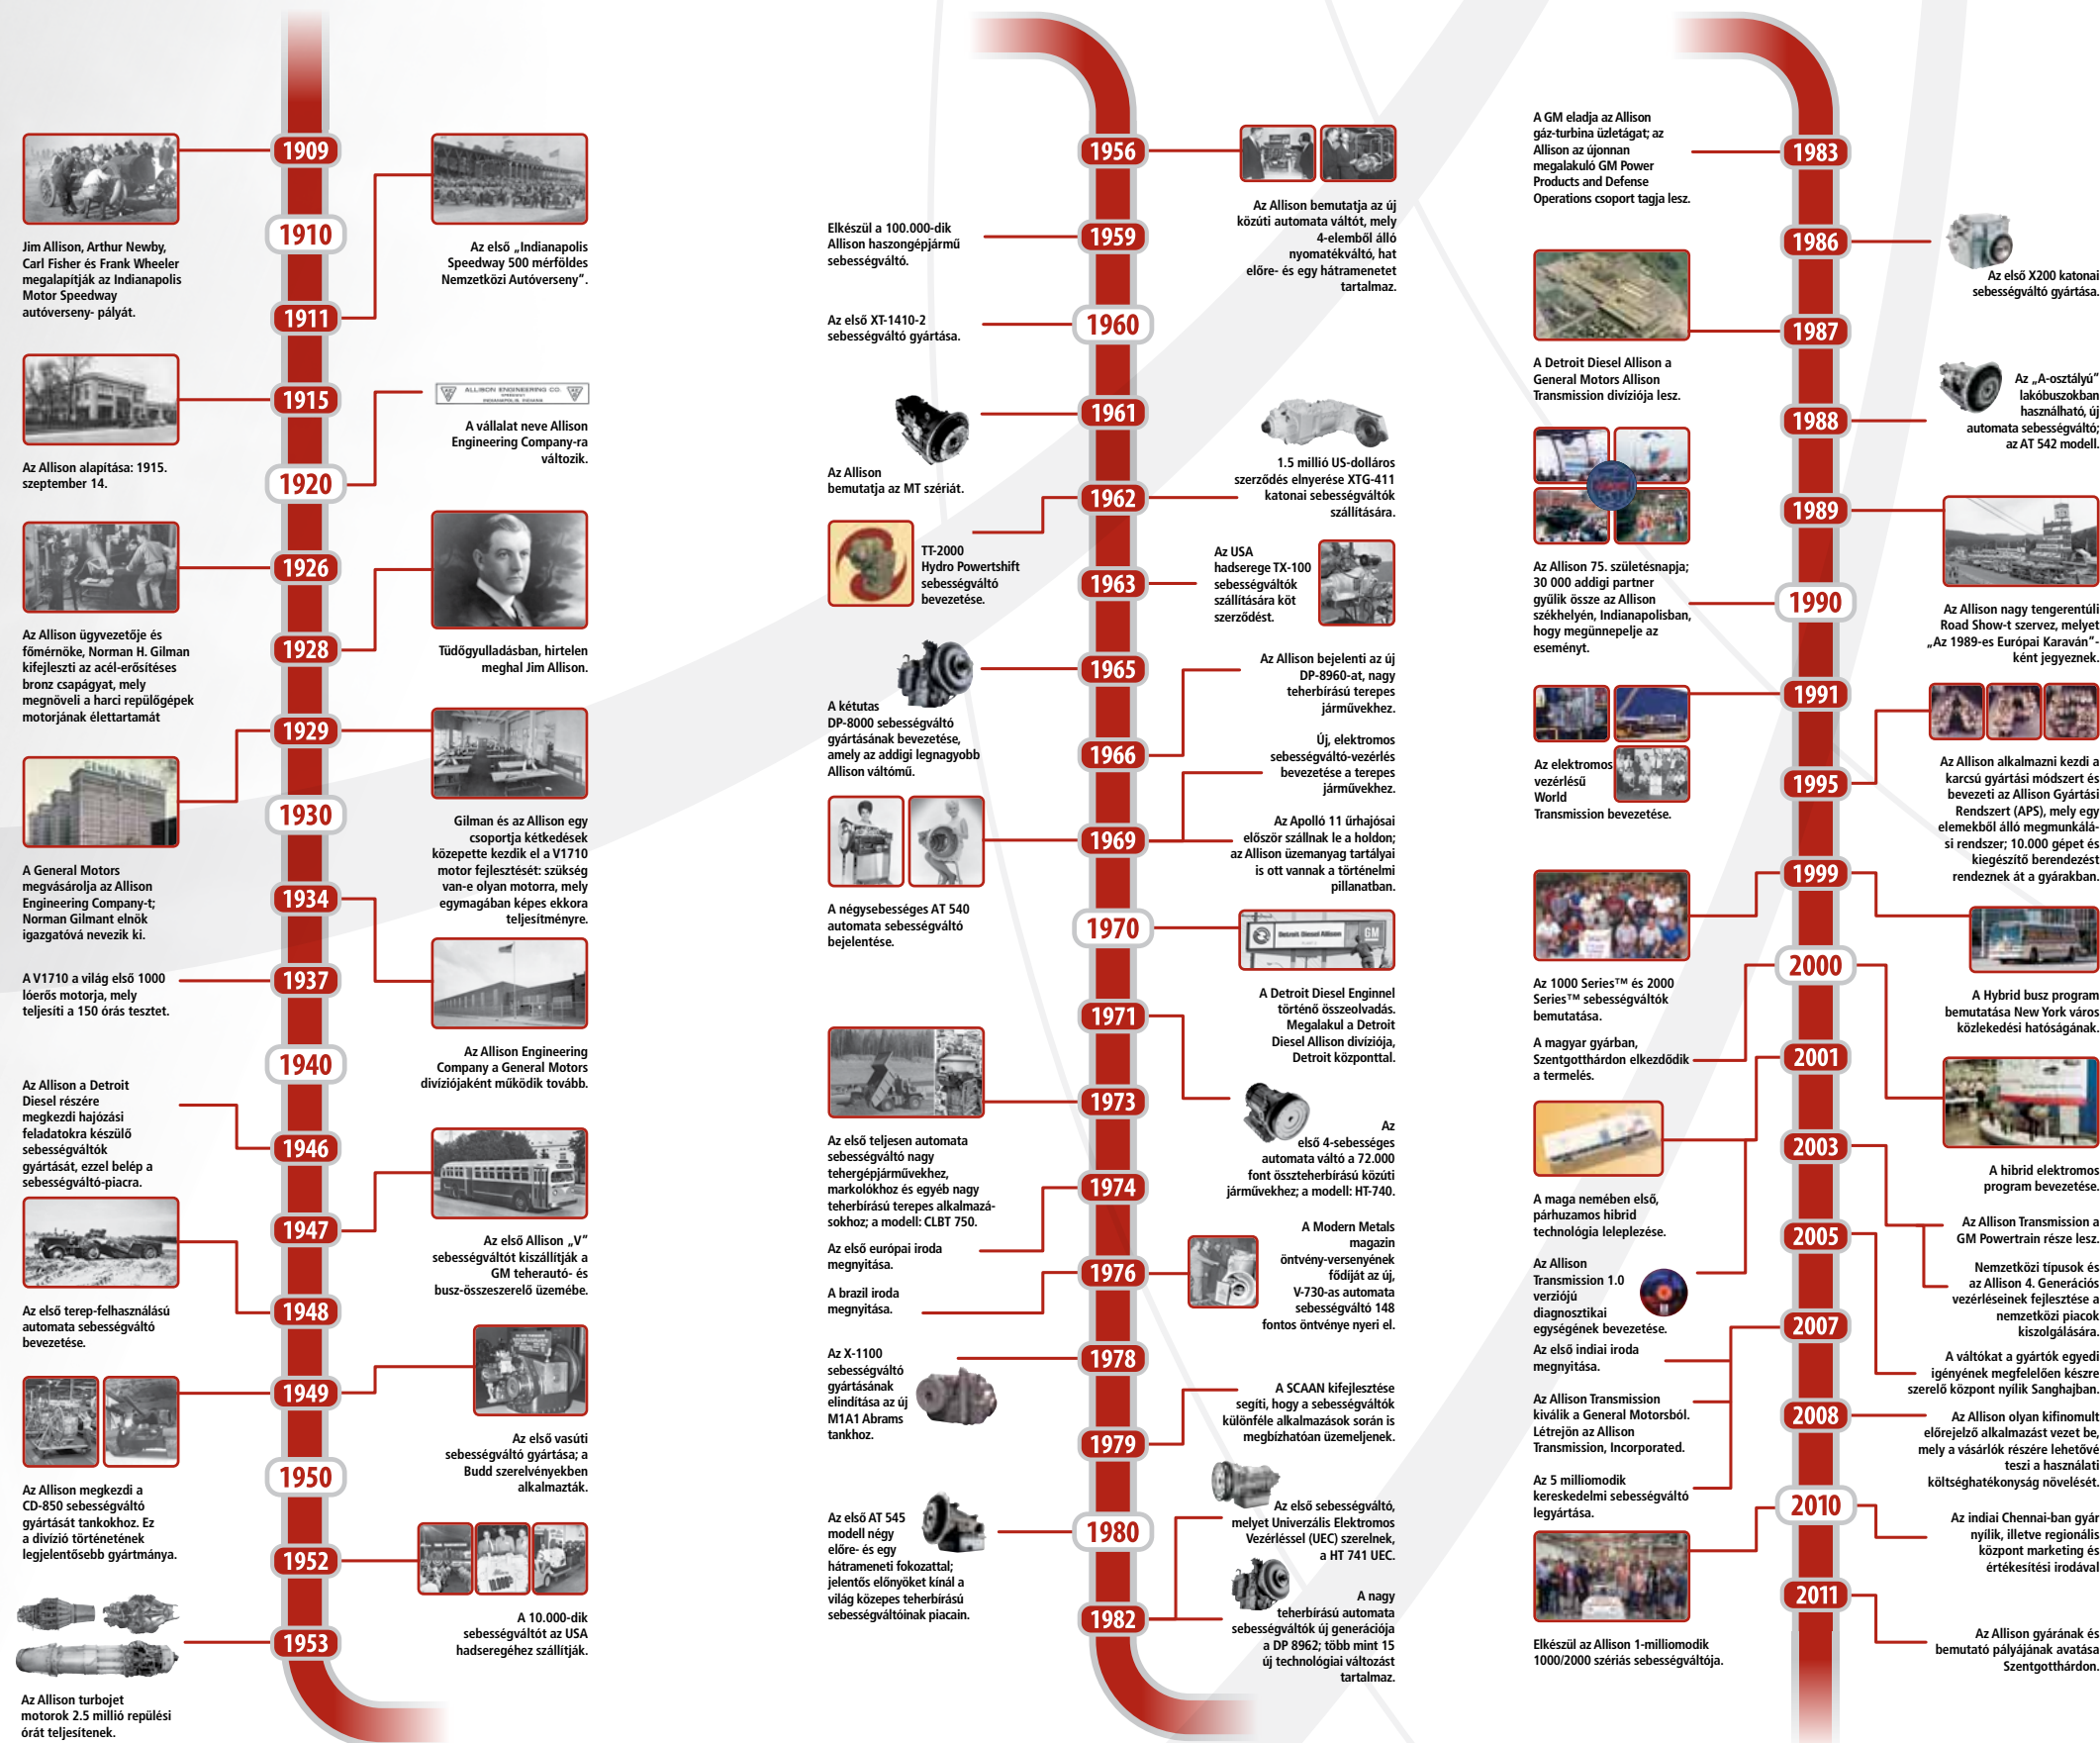 1909
Jim Allison, Arthur Newby,
Carl Fisher és Frank Wheeler
megalapítják az Indianapolis
Motor Speedway
autóverseny- pályát.
1910
1911
Az első „Indianapolis
Speedway 500 mérföldes
Nemzetközi Autóverseny”.
1915
Az Allison alapítása: 1915.
szeptember 14.
1920
ALLISON ENGINEERING CO.
A vállalat neve Allison
Engineering Company-ra
változik.
1926
Az Allison ügyvezetője és
főmérnöke, Norman H. Gilman
kifejleszti az acél-erősítéses
bronz csapágyat, mely
megnöveli a harci repülőgépek
motorjának élettartamát
1928
Tüdőgyulladásban, hirtelen
meghal Jim Allison.
1929
GENERAL MOTORS
A General Motors
megvásárolja az Allison
Engineering Company-t;
Norman Gilmant elnök
igazgatóvá nevezik ki.
Gilman és az Allison egy
csoportja kétkedések
közepette kezdik el a V1710
motor fejlesztését: szükség
van-e olyan motorra, mely
egymagában képes ekkora
teljesítményre.
1930
1934
Az Allison Engineering
Company a General Motors
divíziójaként működik tovább.
1937
A V1710 a világ első 1000
lóerős motorja, mely
teljesíti a 150 órás tesztet.
1940
1946
Az Allison a Detroit
Diesel részére
megkezdi hajózási
feladatokra készülő
sebességváltók
gyártását, ezzel belép a
sebességváltó-piacra.
1947
Az első Allison „V”
sebességváltót kiszállítják a
GM teherautó- és
busz-összeszerelő üzemébe.
1948
Az első terep-felhasználású
automata sebességváltó
bevezetése.
1949
Az Allison megkezdi a
CD-850 sebességváltó
gyártását tankokhoz. Ez
a divízió történetének
legjelentősebb gyártmánya.
Az első vasúti
sebességváltó gyártása; a
Budd szerelvényekben
alkalmazták.
1950
1952
A 10.000-dik
sebességváltót az USA
hadseregéhez szállítják.
1953
Az Allison turbojet
motorok 2.5 millió repülési
órát teljesítenek.
1956
Az Allison bemutatja az új
közúti automata váltót, mely
4-elemből álló
nyomatékváltó, hat
előre- és egy hátramenetet
tartalmaz.
1959
Elkészül a 100.000-dik
Allison haszongépjármű
sebességváltó.
1960
Az első XT-1410-2
sebességváltó gyártása.
1961
Az Allison
bemutatja az MT szériát.
1962
1.5 millió US-dolláros
szerződés elnyerése XTG-411
katonai sebességváltók
szállítására.
TT-2000
Hydro Powertshift
sebességváltó
bevezetése.
1963
Az USA
hadserege TX-100
sebességváltók
szállítására köt
szerződést.
1965
A kétutas
DP-8000 sebességváltó
gyártásának bevezetése,
amely az addigi legnagyobb
Allison váltómű.
1966
Az Allison bejelenti az új
DP-8960-at, nagy
teherbírású terepes
járművekhez.
1969
Új, elektromos
sebességváltó-vezérlés
bevezetése a terepes
járművekhez.
Az Apolló 11 űrhajósai
először szállnak le a holdon;
az Allison üzemanyag tartályai
is ott vannak a történelmi
pillanatban.
A négysebességes AT 540
automata sebességváltó
bejelentése.
1970
Detroit Diesel Allison
GM
A Detroit Diesel Enginnel
történő összeolvadás.
Megalakul a Detroit
Diesel Allison divíziója,
Detroit központtal.
1971
Az
első 4-sebességes
automata váltó a 72.000
font összteherbírású közúti
járművekhez; a modell: HT-740.
1973
Az első teljesen automata
sebességváltó nagy
tehergépjárművekhez,
markolókhoz és egyéb nagy
teherbírású terepes alkalmazá-
sokhoz; a modell: CLBT 750.
1974
Az első európai iroda
megnyitása.
1976
A brazil iroda
megnyitása.
A Modern Metals
magazin
öntvény-versenyének
fődíját az új,
V-730-as automata
sebességváltó 148
fontos öntvénye nyeri el.
1978
Az X-1100
sebességváltó
gyártásának
elindítása az új
M1A1 Abrams
tankhoz.
1979
A SCAAN kifejlesztése
segíti, hogy a sebességváltók
különféle alkalmazások során is
megbízhatóan üzemeljenek.
1980
Az első AT 545
modell négy
előre- és egy
hátrameneti fokozattal;
jelentős előnyöket kínál a
világ közepes teherbírású
sebességváltóinak piacain.
1982
Az első sebességváltó,
melyet Univerzális Elektromos
Vezérléssel (UEC) szerelnek,
a HT 741 UEC.
A nagy
teherbírású automata
sebességváltók új generációja
a DP 8962; több mint 15
új technológiai változást
tartalmaz.
1983
A GM eladja az Allison
gáz-turbina üzletágat; az
Allison az újonnan
megalakuló GM Power
Products and Defense
Operations csoport tagja lesz.
1986
Az első X200 katonai
sebességváltó gyártása.
1987
A Detroit Diesel Allison a
General Motors Allison
Transmission divíziója lesz.
1988
Az „A-osztályú”
lakóbuszokban
használható, új
automata sebességváltó;
az AT 542 modell.
1989
Az Allison nagy tengerentúli
Road Show-t szervez, melyet
„Az 1989-es Európai Karaván”-
ként jegyeznek.
1990
Az Allison 75. születésnapja;
30 000 addigi partner
gyűlik össze az Allison
székhelyén, Indianapolisban,
hogy megünnepelje az
eseményt.
1991
Az elektromos
vezérlésű
World
Transmission bevezetése.
1995
Az Allison alkalmazni kezdi a
karcsú gyártási módszert és
bevezeti az Allison Gyártási
Rendszert (APS), mely egy
elemekből álló megmunkálá-
si rendszer; 10.000 gépet és
kiegészítő berendezést
rendeznek át a gyárakban.
1999
Az 1000 Series™ és 2000
Series™ sebességváltók
bemutatása.
A Hybrid busz program
bemutatása New York város
közlekedési hatóságának.
2000
A magyar gyárban,
Szentgotthárdon elkezdődik
a termelés.
A hibrid elektromos
program bevezetése.
2001
A maga nemében első,
párhuzamos hibrid
technológia leleplezése.
Az Allison
Transmission 1.0
verziójú
diagnosztikai
egységének bevezetése.
2003
Az Allison Transmission a
GM Powertrain része lesz.
Nemzetközi típusok és
az Allison 4. Generációs
vezérléseinek fejlesztése a
nemzetközi piacok
kiszolgálására.
2005
A váltókat a gyártók egyedi
igényének megfelelően készre
szerelő központ nyílik Sanghajban.
2007
Az első indiai iroda
megnyitása.
Az Allison Transmission
kiválik a General Motorsból.
Létrejön az Allison
Transmission, Incorporated.
Az 5 milliomodik
kereskedelmi sebességváltó
legyártása.
2008
Az Allison olyan kifinomult
előrejelző alkalmazást vezet be,
mely a vásárlók részére lehetővé
teszi a használati
költséghatékonyság növelését.
2010
Elkészül az Allison 1-milliomodik
1000/2000 szériás sebességváltója.
Az indiai Chennai-ban gyár
nyílik, illetve regionális
központ marketing és
értékesítési irodával
2011
Az Allison gyárának és
bemutató pályájának avatása
Szentgotthárdon.